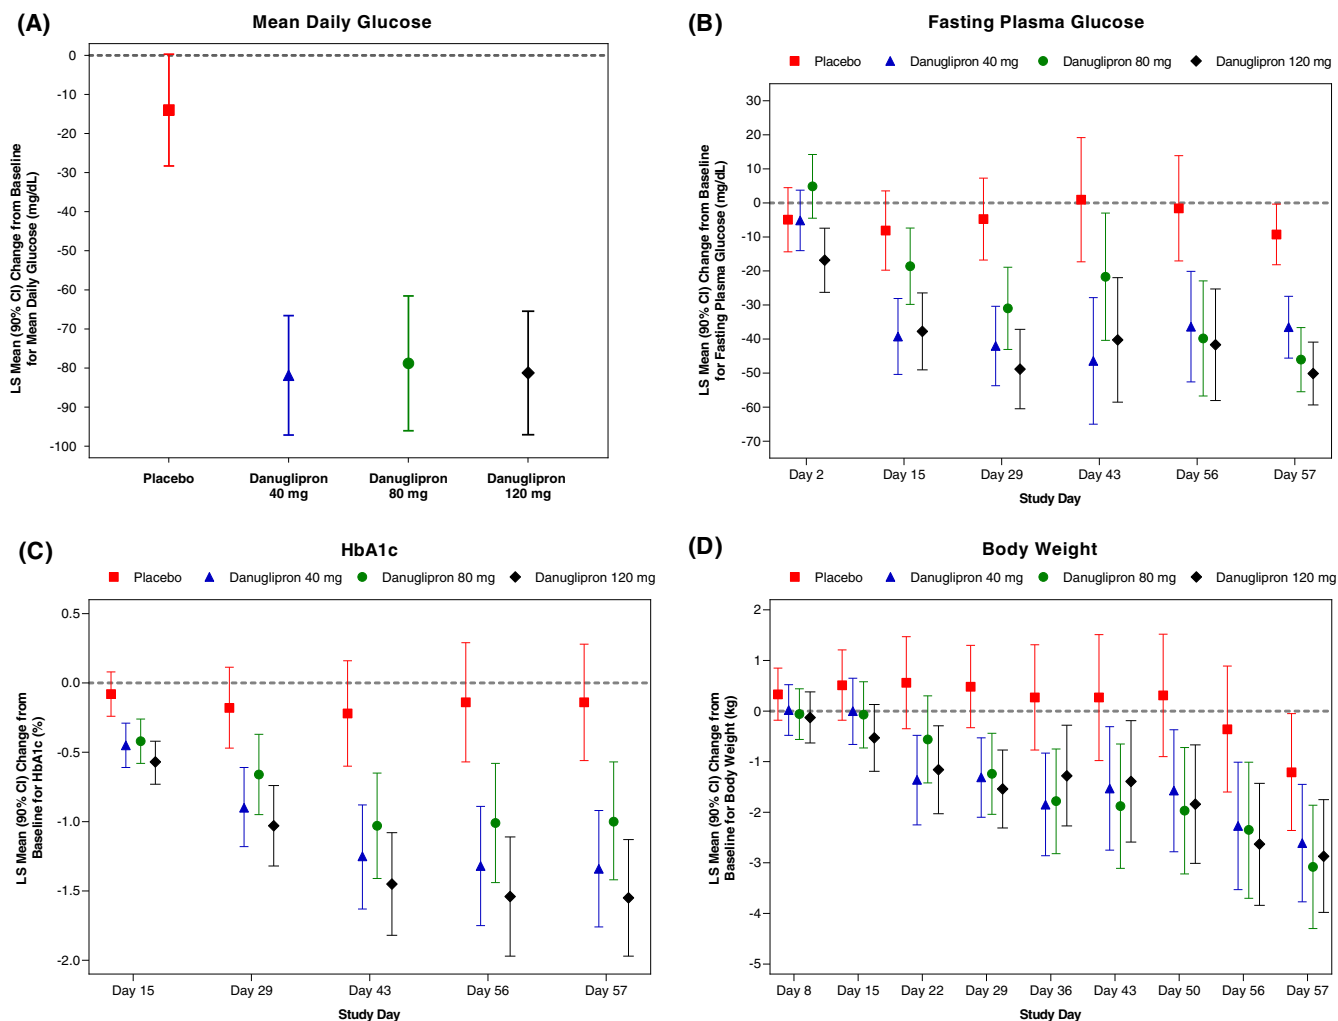 (A)
Mean Daily Glucose
LS Mean (90% CI) Change from Baseline
for Mean Daily Glucose (mg/dL)
0
-10
-20
-30
-40
-50
-60
-70
-80
-90
-100
Placebo
Danuglipron
40 mg
Danuglipron
80 mg
Danuglipron
120 mg
(B)
Fasting Plasma Glucose
Placebo Danuglipron 40 mg Danuglipron 80 mg Danuglipron 120 mg
LS Mean (90% CI) Change from Baseline
for Fasting Plasma Glucose (mg/dL)
30
20
10
0
-10
-20
-30
-40
-50
-60
-70
Day 2 Day 15 Day 29 Day 43 Day 56 Day 57
Study Day
(C)
HbA1c
Placebo Danuglipron 40 mg Danuglipron 80 mg Danuglipron 120 mg
LS Mean (90% CI) Change from
Baseline for HbA1c (%)
0.5
0.0
-0.5
-1.0
-1.5
-2.0
Day 15 Day 29 Day 43 Day 56 Day 57
Study Day
(D)
Body Weight
Placebo Danuglipron 40 mg Danuglipron 80 mg Danuglipron 120 mg
LS Mean (90% CI) Change from
Baseline for Body Weight (kg)
2
1
0
-1
-2
-3
-4
-5
Day 8 Day 15 Day 22 Day 29 Day 36 Day 43 Day 50 Day 56 Day 57
Study Day